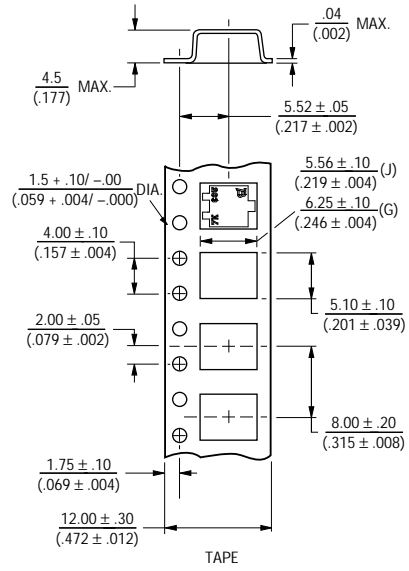 .04
(.002)
MAX.
4.5
(.177)
MAX.
5.52 ± .05
(.217 ± .002)
1.5 + .10/ –.00
(.059 + .004/ –.000)
DIA.
5.56 ± .10
(.219 ± .004)
(J)
6.25 ± .10
(.246 ± .004)
(G)
4.00 ± .10
(.157 ± .004)
2.00 ± .05
(.079 ± .002)
5.10 ± .10
(.201 ± .039)
8.00 ± .20
(.315 ± .008)
1.75 ± .10
(.069 ± .004)
12.00 ± .30
(.472 ± .012)
TAPE